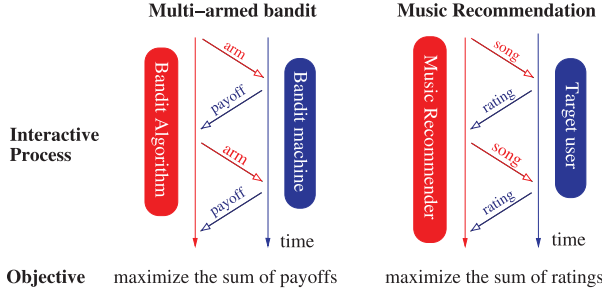 Multi-armed bandit
Music Recommendation
Interactive
Process
Bandit Algorithm
arm
payoff
arm
payoff
Bandit machine
time
Music Recommender
song
rating
song
rating
Target user
time
Objective
maximize the sum of payoffs
maximize the sum of ratings